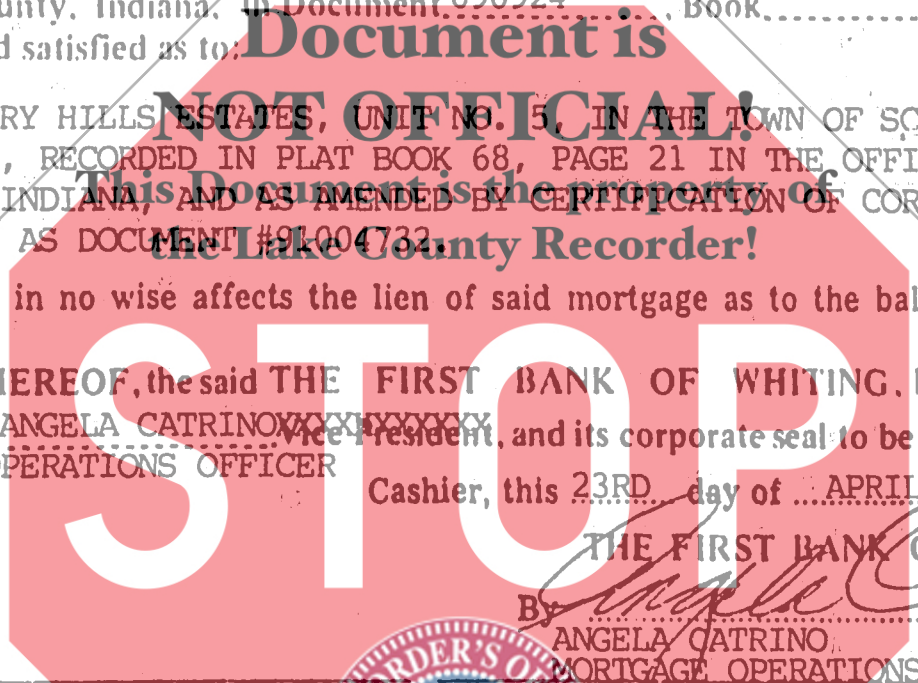 unty, Indiana, in Document 690924, Book
d satisfied as to:
Document is
NOT OFFICIAL!
This Document is the property of
the Lake County Recorder!
RY HILLS ESTATES, UNIT NO. 5, IN THE TOWN OF SC
, RECORDED IN PLAT BOOK 68, PAGE 21 IN THE OFFI
INDIANA, AND AS AMENDED BY CERTIFICATION OF COR
AS DOCUMENT #91004732.
in no wise affects the lien of said mortgage as to the bal
STOP
HEREOF, the said THE FIRST BANK OF WHITING,
ANGELA CATRINO XXXXXXXXXXX Vice President, and its corporate seal to be
OPERATIONS OFFICER
Cashier, this 23RD day of APRIL
THE FIRST BANK O
By Angela C
ANGELA CATRINO
MORTGAGE OPERATIONS
ORDER'S O